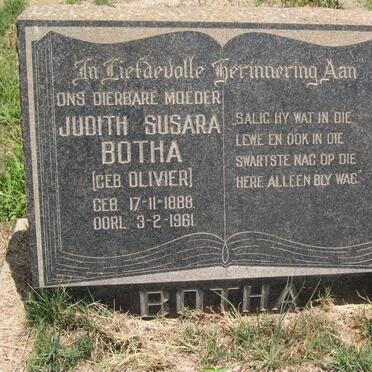 In Liefdevolle Herinnering Aan
ONS DIERBARE MOEDER
JUDITH SUSARA
BOTHA
(GEB. OLIVIER)
GEB. 17-11-1888.
OORL. 3-2-1961.
„SALIG HY WAT IN DIE
LEWE EN OOK IN DIE
SWARTSTE NAG OP DIE
HERE ALLEEN BLY WAG."
BOTHA